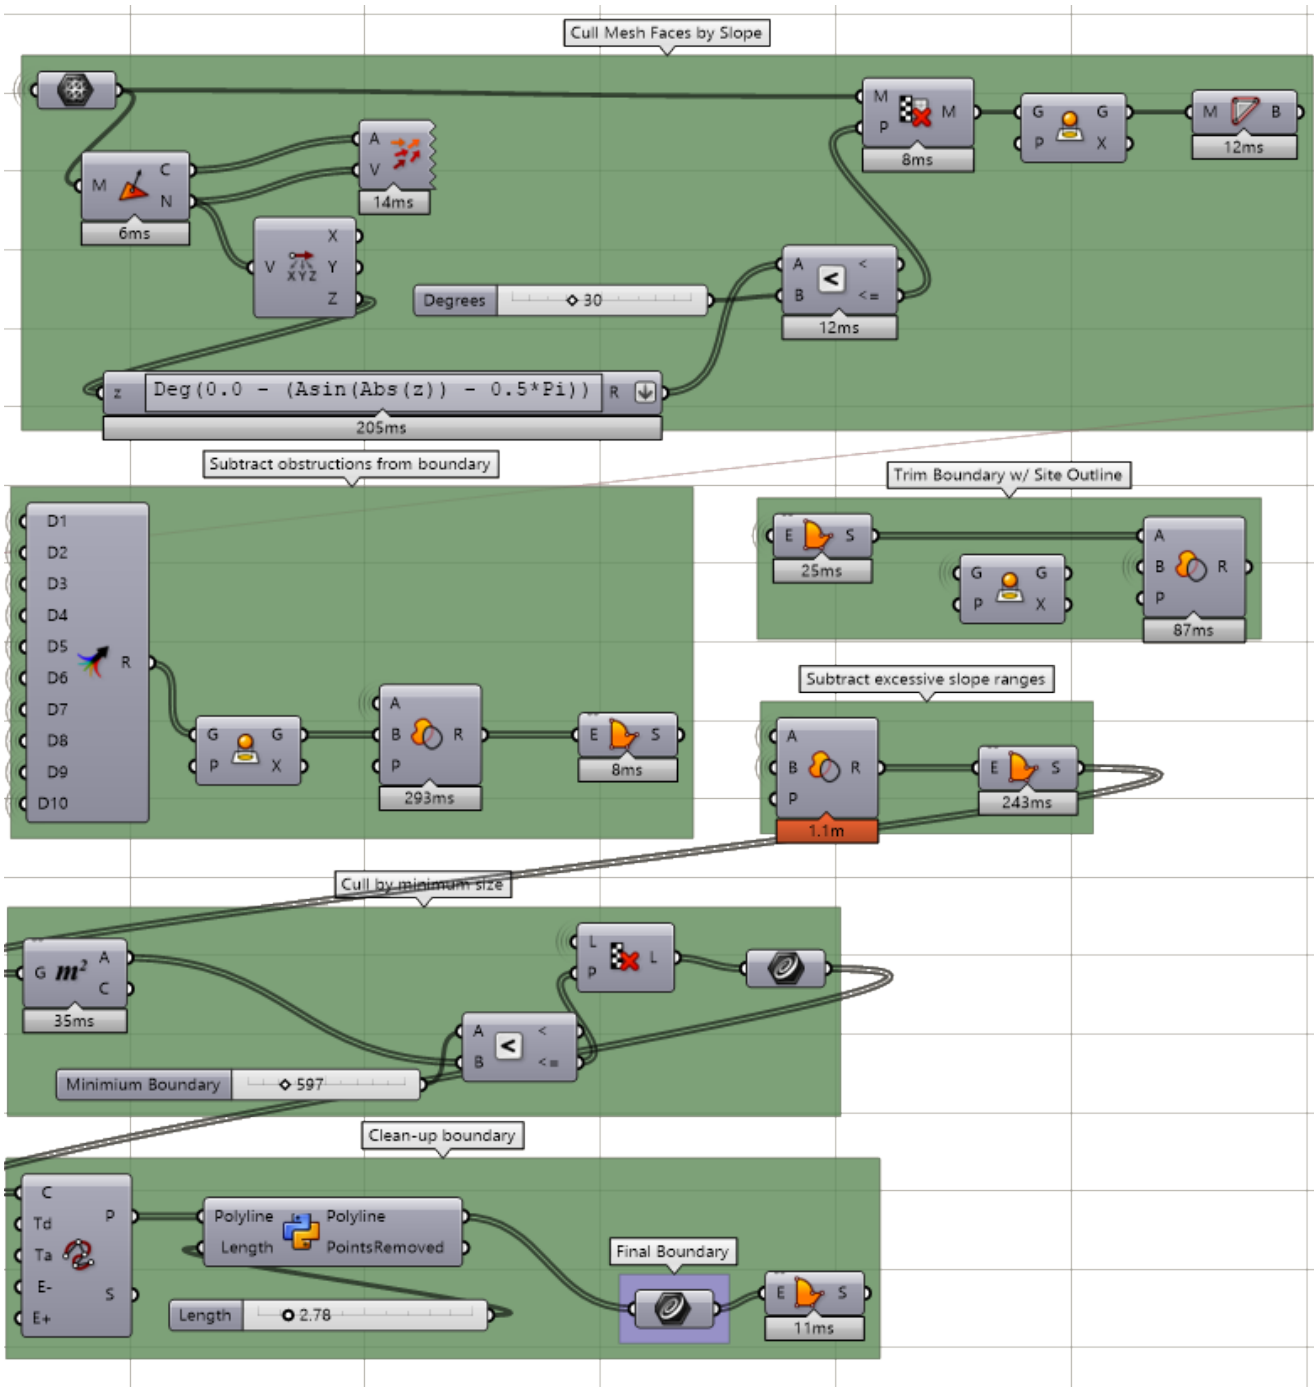 Cull Mesh Faces by Slope
M
C
N
6ms
A
V
14ms
V
XYZ
X
Y
Z
Degrees
30
A
B
<
<
<=
12ms
M
P
M
8ms
G
P
G
X
M
B
12ms
z
Deg(0.0 - (Asin(Abs(z)) - 0.5*Pi))
R
205ms
Subtract obstructions from boundary
D1
D2
D3
D4
D5
D6
D7
D8
D9
D10
R
G
P
G
X
A
B
P
R
293ms
E
S
8ms
Trim Boundary w/ Site Outline
E
S
25ms
G
P
G
X
A
B
P
R
87ms
Subtract excessive slope ranges
A
B
P
R
1.1m
E
S
243ms
Cull by minimum size
G
m²
A
C
35ms
Minimium Boundary
597
A
B
<
<
<=
L
P
L
Clean-up boundary
C
Td
Ta
E-
E+
P
S
Polyline
Length
Polyline
PointsRemoved
Length
2.78
Final Boundary
E
S
11ms